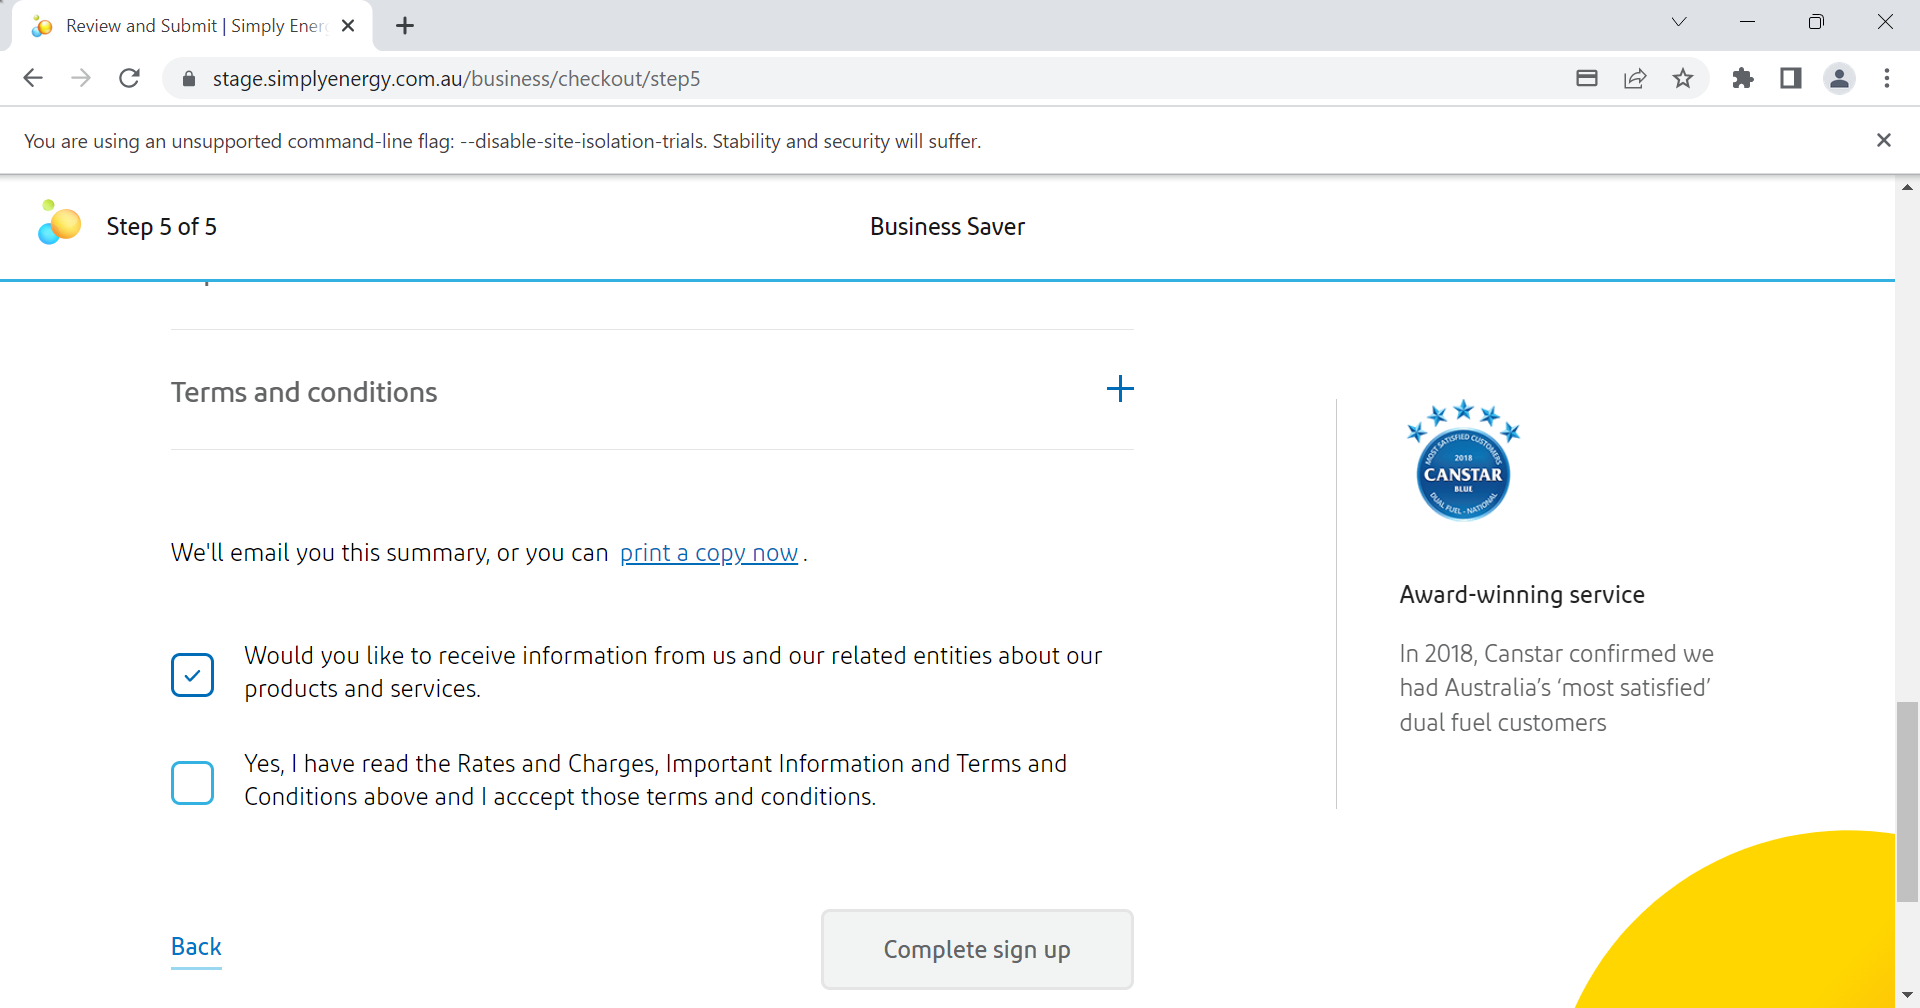 Review and Submit | Simply Ener
stage.simplyenergy.com.au/business/checkout/step5
You are using an unsupported command-line flag: --disable-site-isolation-trials. Stability and security will suffer.
Step 5 of 5
Business Saver
Terms and conditions
We'll email you this summary, or you can print a copy now.
Would you like to receive information from us and our related entities about our
products and services.
Yes, I have read the Rates and Charges, Important Information and Terms and
Conditions above and I acccept those terms and conditions.
Back
Complete sign up
MOST SATISFIED CUSTOMERS
2018
CANSTAR
BLUE
DUAL FUEL - NATIONAL
Award-winning service
In 2018, Canstar confirmed we
had Australia’s ‘most satisfied’
dual fuel customers